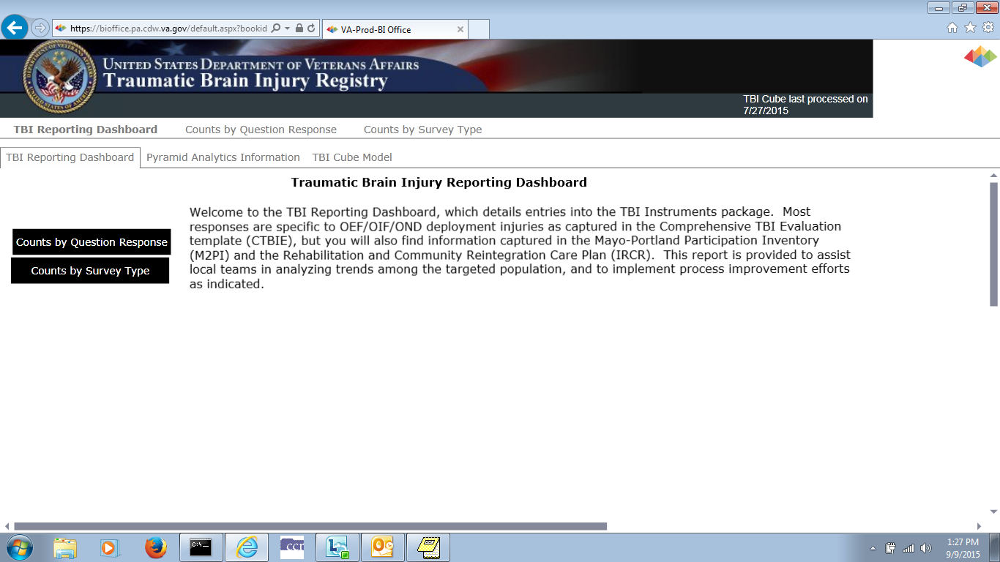 https://bioffice.pa.cdw.va.gov/default.aspx?bookid
VA-Prod-BI Office
UNITED STATES DEPARTMENT OF VETERANS AFFAIRS
Traumatic Brain Injury Registry
TBI Cube last processed on
7/27/2015
TBI Reporting Dashboard Counts by Question Response Counts by Survey Type
TBI Reporting Dashboard Pyramid Analytics Information TBI Cube Model
Traumatic Brain Injury Reporting Dashboard
Welcome to the TBI Reporting Dashboard, which details entries into the TBI Instruments package. Most
responses are specific to OEF/OIF/OND deployment injuries as captured in the Comprehensive TBI Evaluation
template (CTBIE), but you will also find information captured in the Mayo-Portland Participation Inventory
(M2PI) and the Rehabilitation and Community Reintegration Care Plan (IRCR). This report is provided to assist
local teams in analyzing trends among the targeted population, and to implement process improvement efforts
as indicated.
Counts by Question Response
Counts by Survey Type
C:\
1:27 PM
9/9/2015